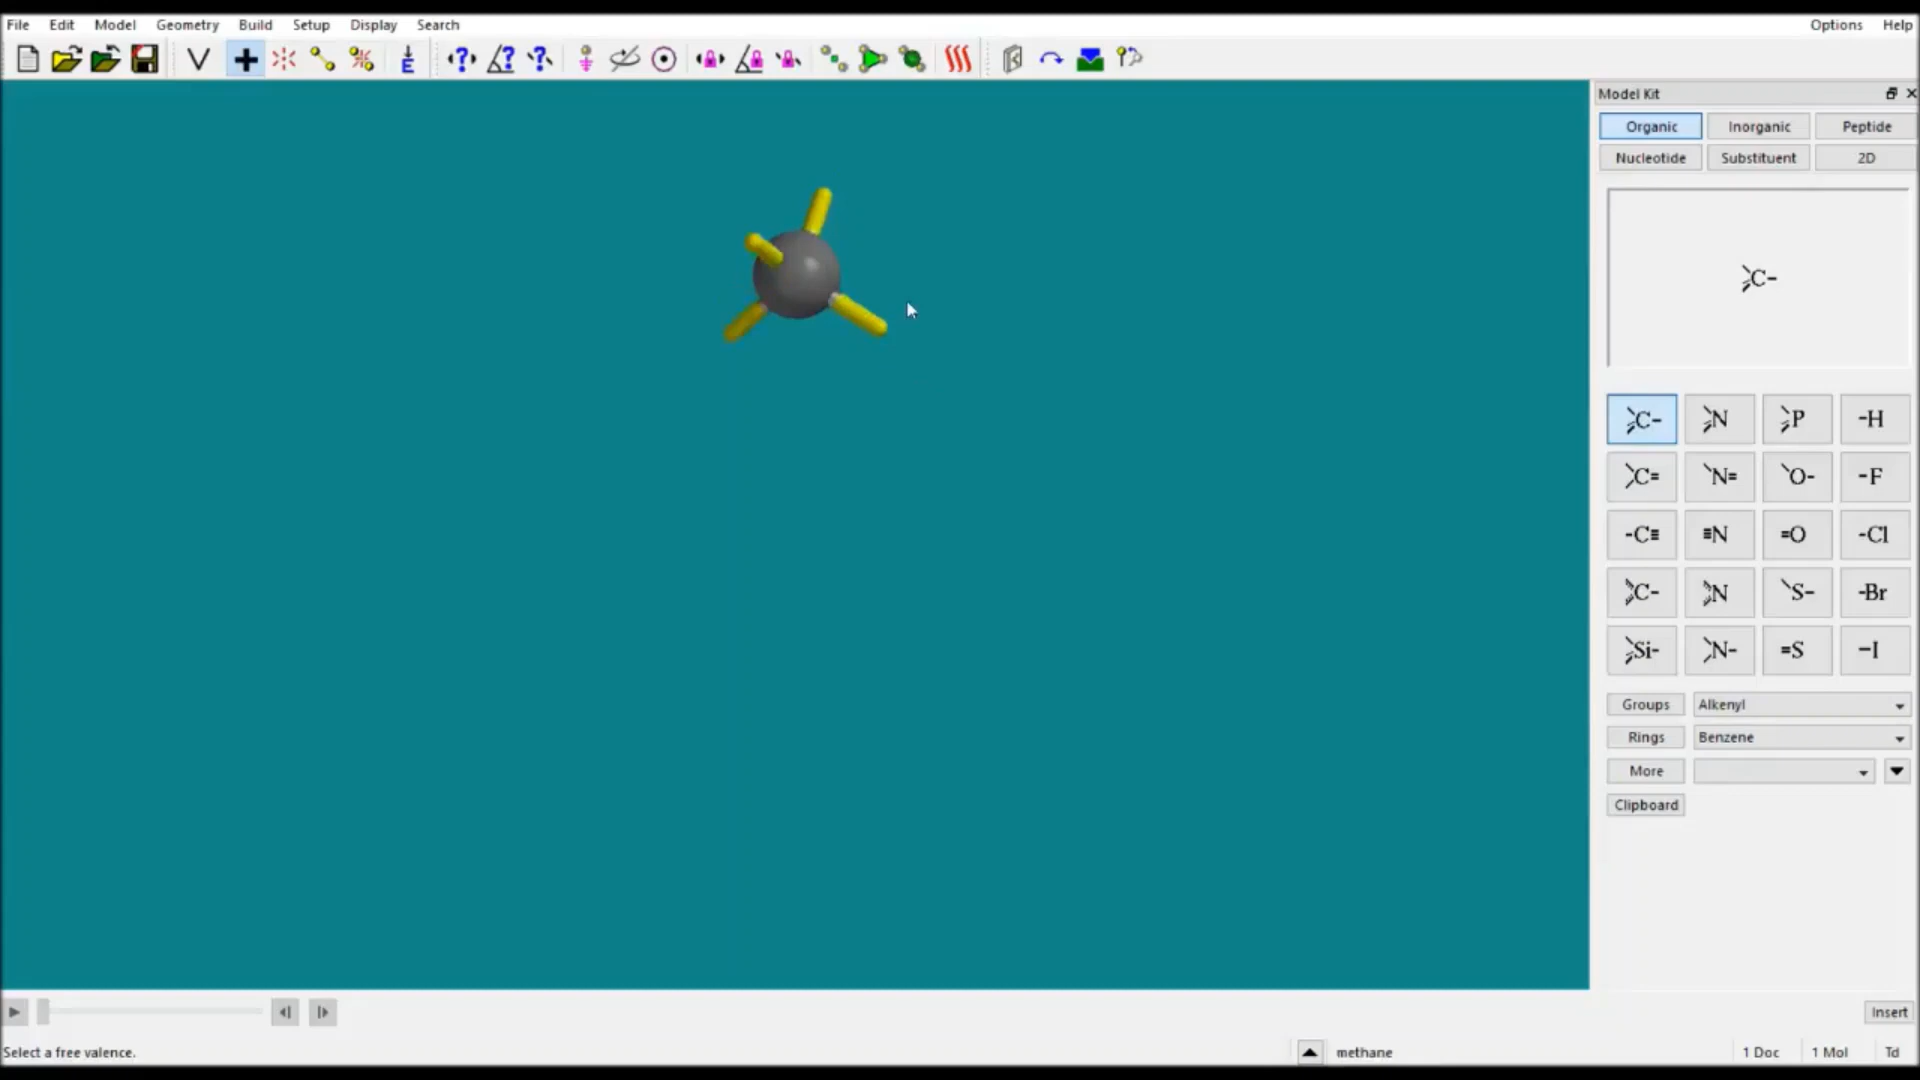 File Edit Model Geometry Build Setup Display Search Options Help
V + E ? ? ?
Model Kit
Organic Inorganic Peptide
Nucleotide Substituent 2D
C-
C- N P -H
C= N= O- -F
-C≡ ≡N =O -Cl
C- N S- -Br
Si- N- =S -I
Groups Alkenyl
Rings Benzene
More
Clipboard
Insert
Select a free valence. methane 1 Doc 1 Mol Td